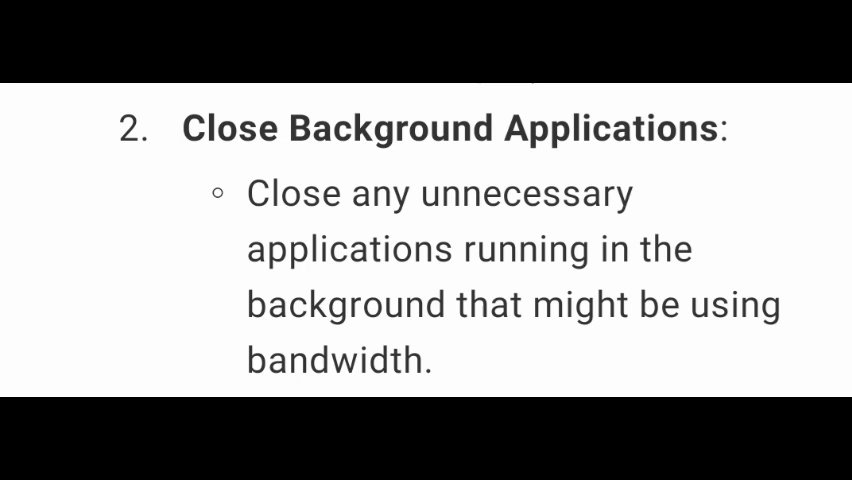 2. Close Background Applications:
◦ Close any unnecessary
applications running in the
background that might be using
bandwidth.